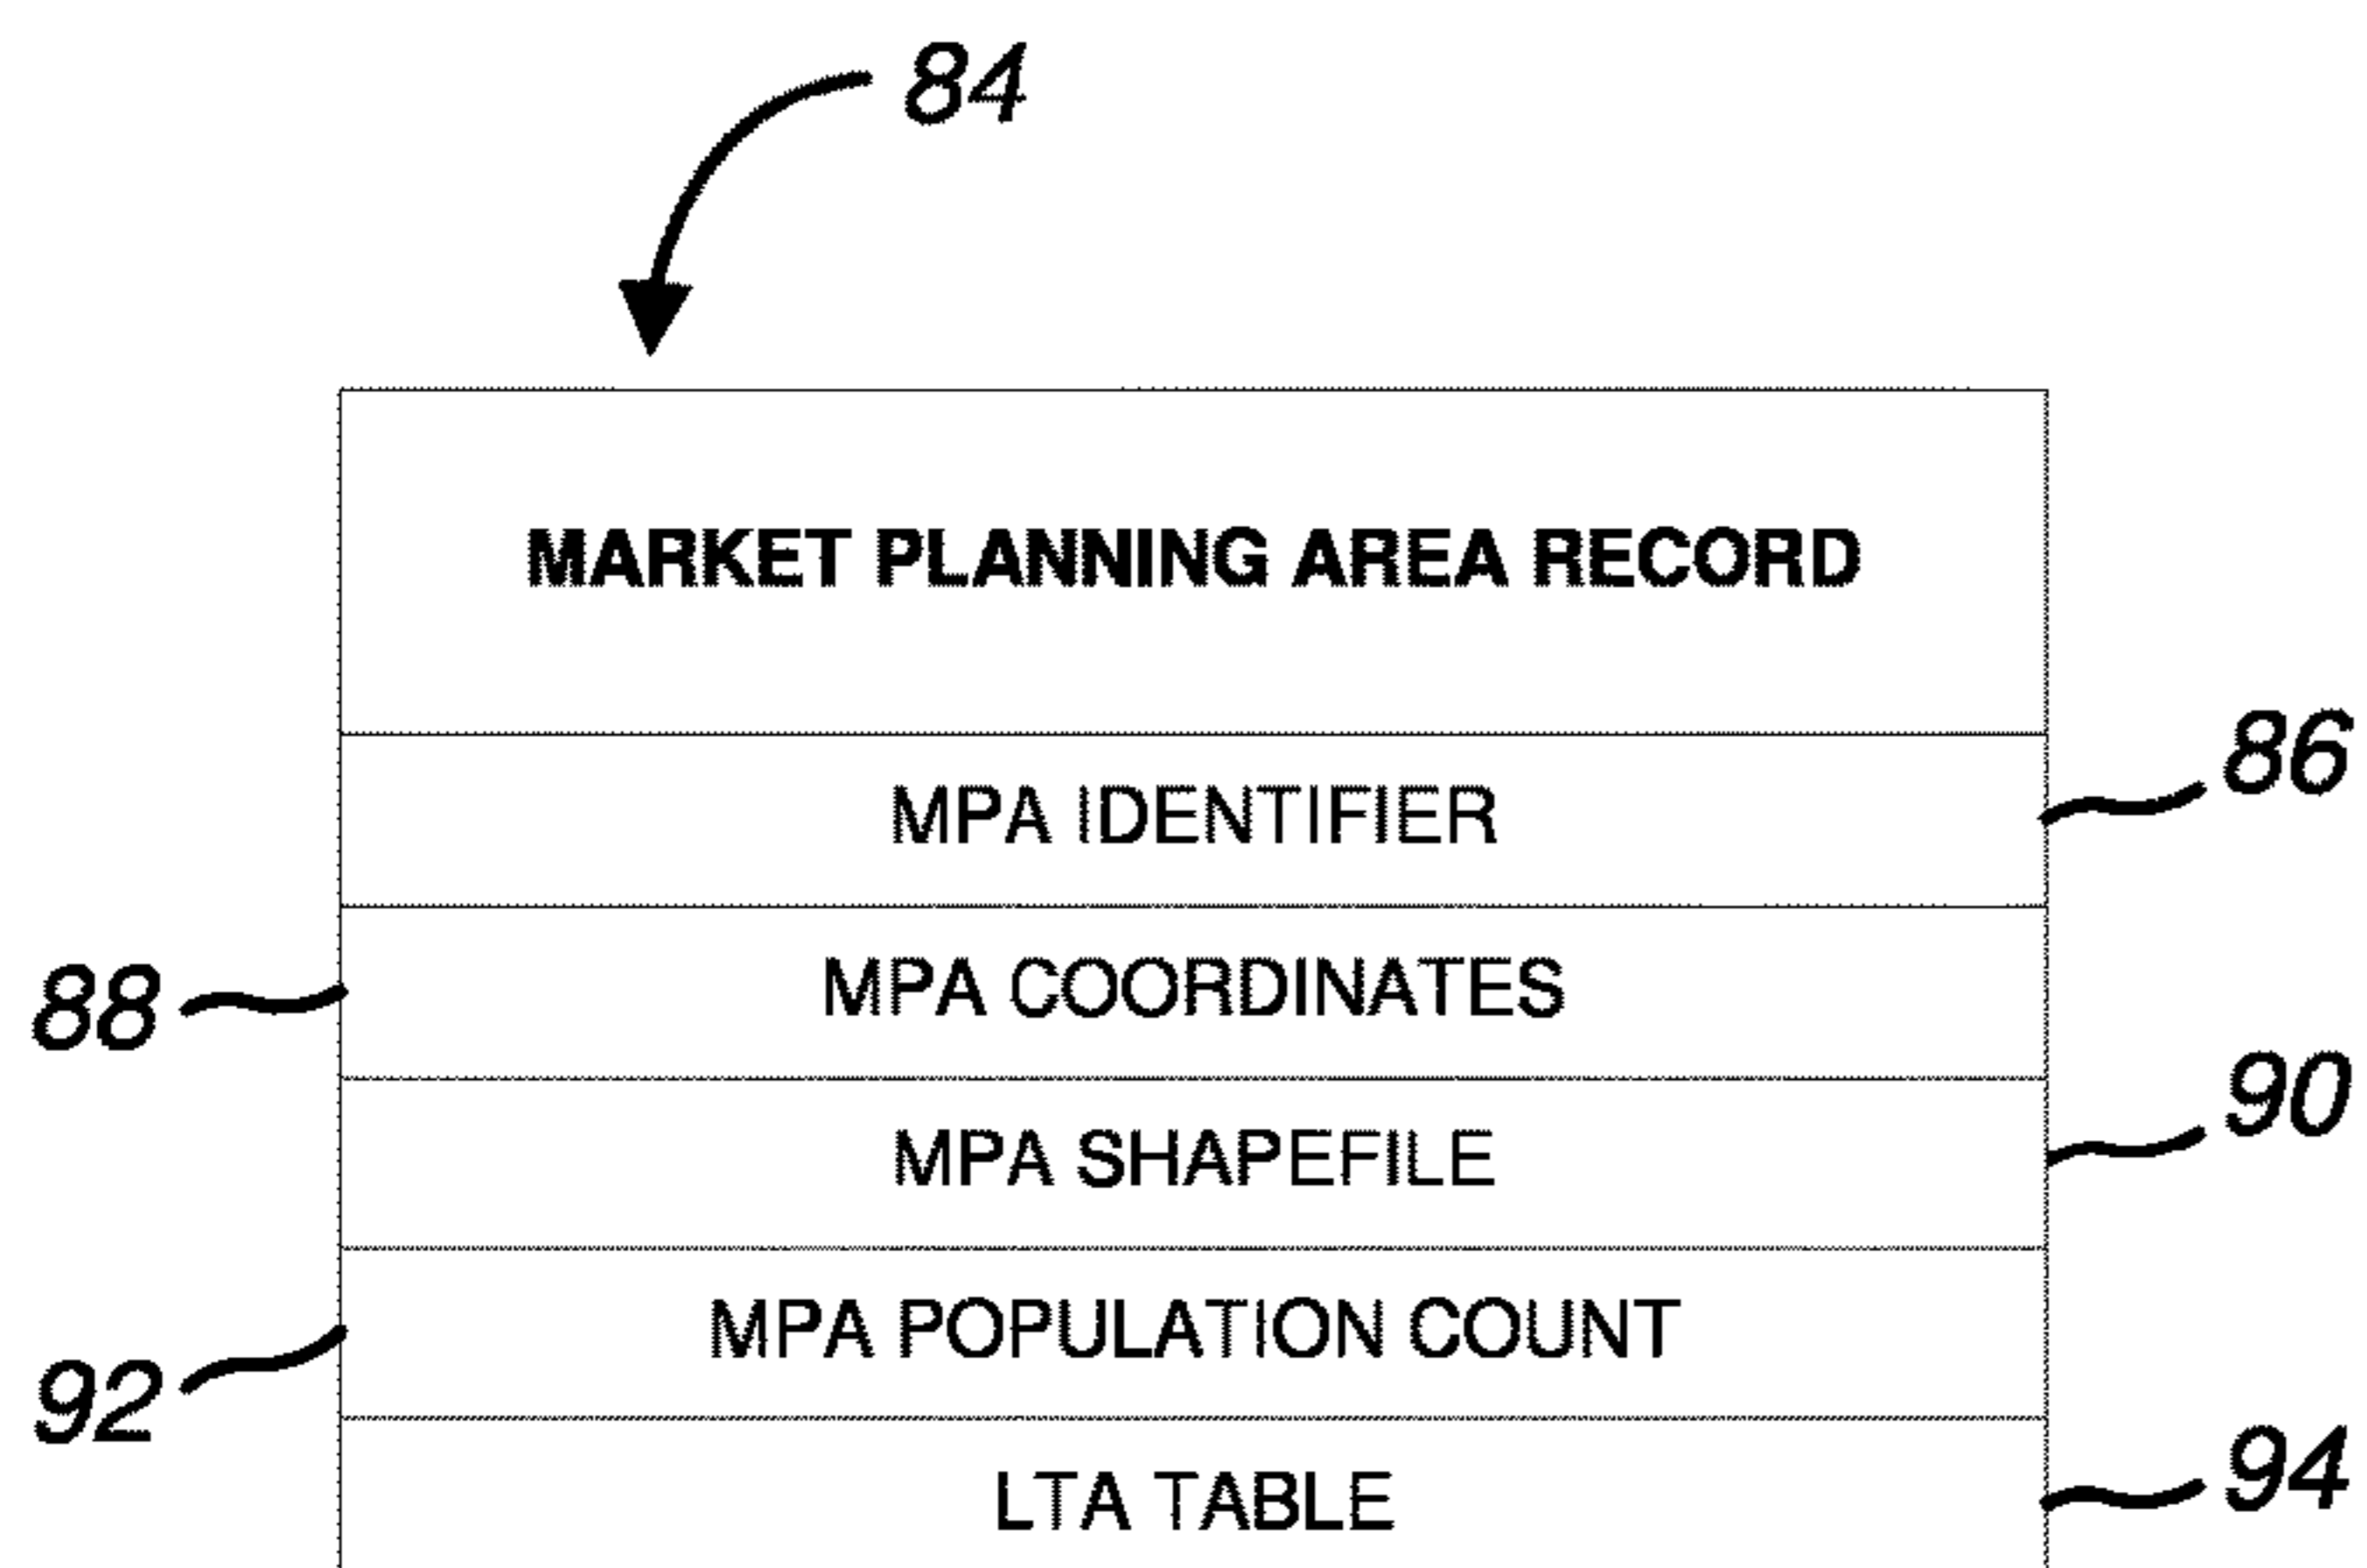 84
MARKET PLANNING AREA RECORD
MPA IDENTIFIER
86
88
MPA COORDINATES
MPA SHAPEFILE
90
92
MPA POPULATION COUNT
LTA TABLE
94